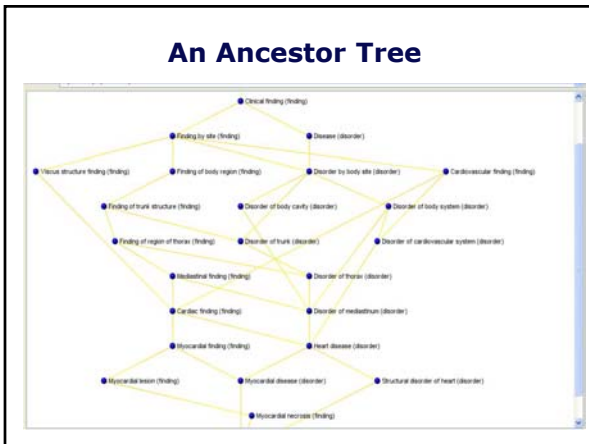 An Ancestor Tree
Clinical finding (finding)
Finding by site (finding)
Disease (disorder)
Viscus structure finding (finding)
Finding of body region (finding)
Disorder by body site (disorder)
Cardiovascular finding (finding)
Finding of trunk structure (finding)
Disorder of body cavity (disorder)
Disorder of body system (disorder)
Finding of region of thorax (finding)
Disorder of trunk (disorder)
Disorder of cardiovascular system (disorder)
Mediastinal finding (finding)
Disorder of thorax (disorder)
Cardiac finding (finding)
Disorder of mediastinum (disorder)
Myocardial finding (finding)
Heart disease (disorder)
Myocardial lesion (finding)
Myocardial disease (disorder)
Structural disorder of heart (disorder)
Myocardial necrosis (finding)